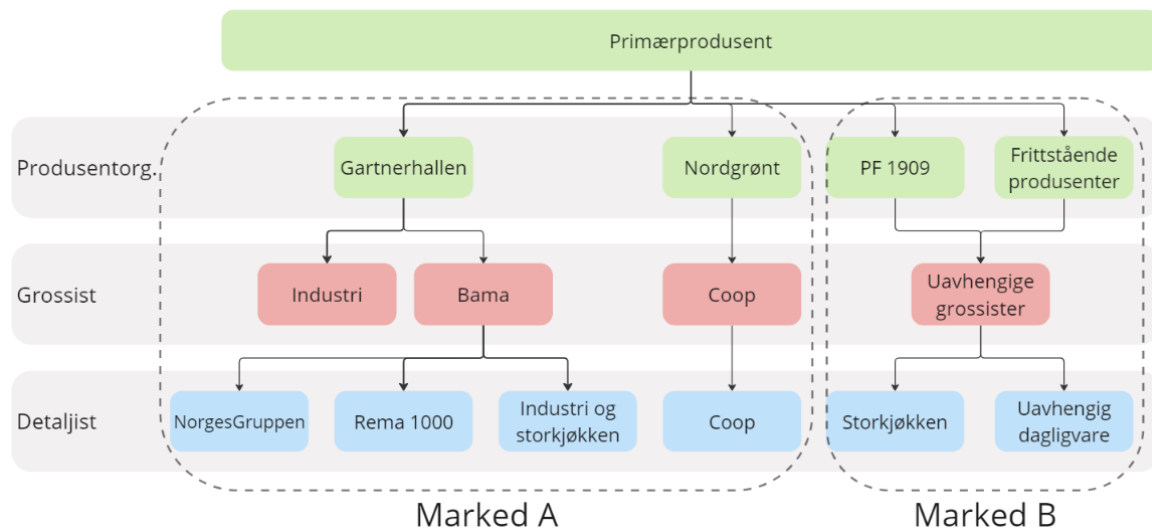 Primærprodusent
Produsentorg.
Gartnerhallen
Nordgrønt
PF 1909
Frittstående
produsenter
Grossist
Industri
Bama
Coop
Uavhengige
grossister
Detaljist
NorgesGruppen
Rema 1000
Industri og
storkjøkken
Coop
Storkjøkken
Uavhengig
dagligvare
Marked A
Marked B